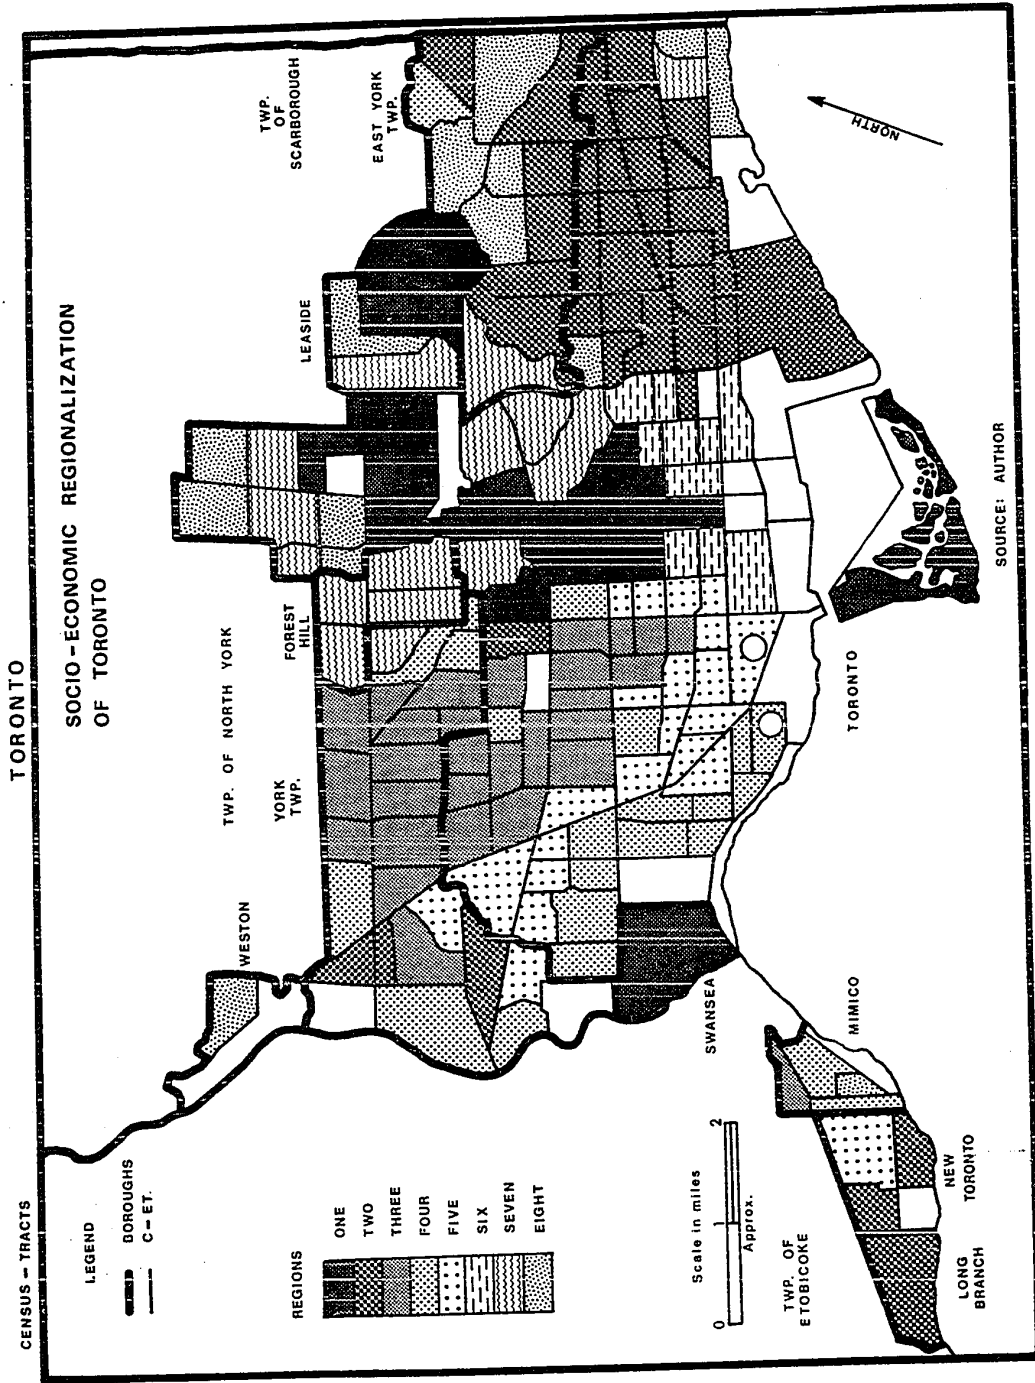 TORONTO
CENSUS – TRACTS
SOCIO – ECONOMIC REGIONALIZATION
OF TORONTO
LEGEND
BOROUGHS
C – ET.
REGIONS
ONE
TWO
THREE
FOUR
FIVE
SIX
SEVEN
EIGHT
Scale in miles
0 1 2
Approx.
WESTON
TWP. OF NORTH YORK
YORK
TWP.
FOREST
HILL
LEASIDE
TWP.
OF
SCARBOROUGH
EAST YORK
TWP.
NORTH
SWANSEA
MIMICO
TORONTO
TWP. OF
ETOBICOKE
LONG
BRANCH
NEW
TORONTO
SOURCE: AUTHOR